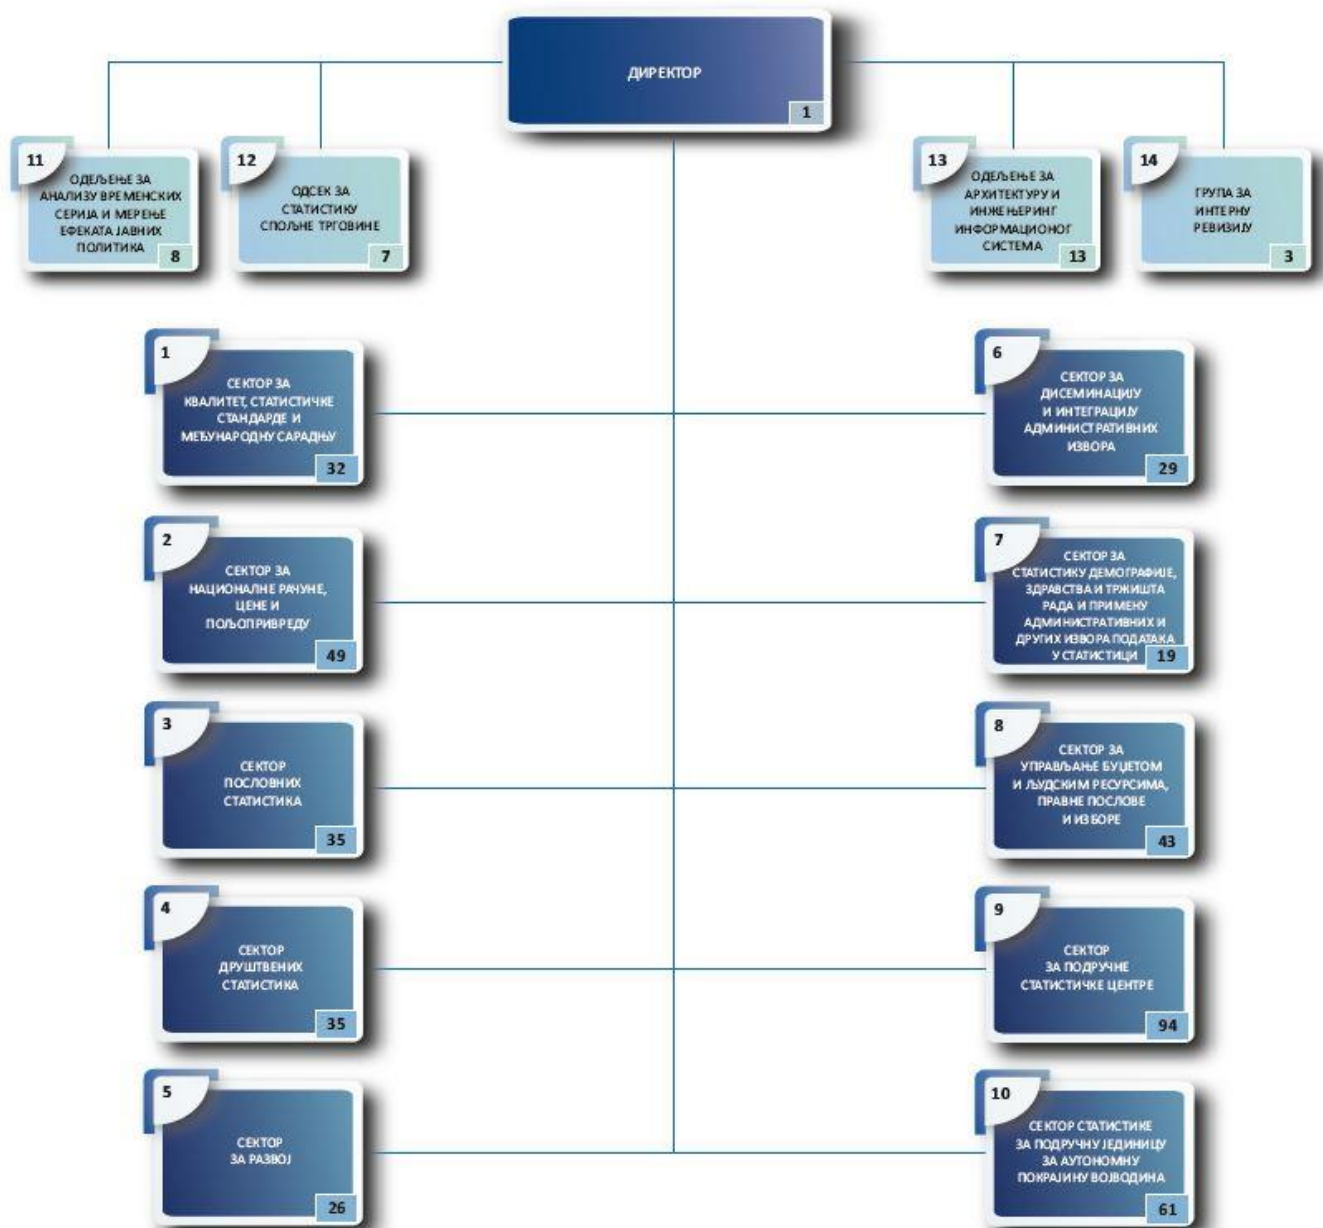 ДИРЕКТОР
1
11
ОДЕЉЕЊЕ ЗА
АНАЛИЗУ ВРЕМЕНСКИХ
СЕРИЈА И МЕРЕЊЕ
ЕФЕКАТА ЈАВНИХ
ПОЛИТИКА
8
12
ОДСЕК ЗА
СТАТИСТИКУ
СПОЉНЕ ТРГОВИНЕ
7
13
ОДЕЉЕЊЕ ЗА
АРХИТЕКТУРУ И
ИНЖЕЊЕРИНГ
ИНФОРМАЦИОНОГ
СИСТЕМА
13
14
ГРУПА ЗА
ИНТЕРНУ
РЕВИЗИЈУ
3
1
СЕКТОР ЗА
КВАЛИТЕТ, СТАТИСТИЧКЕ
СТАНДАРДЕ И
МЕЂУНАРОДНУ САРАДЊУ
32
6
СЕКТОР ЗА
ДИСЕМИНАЦИЈУ
И ИНТЕГРАЦИЈУ
АДМИНИСТРАТИВНИХ
ИЗВОРА
29
2
СЕКТОР ЗА
НАЦИОНАЛНЕ РАЧУНЕ,
ЦЕНЕ И
ПОЉОПРИВРЕДУ
49
7
СЕКТОР ЗА
СТАТИСТИКУ ДЕМОГРАФИЈЕ,
ЗДРАВСТВА И ТРЖИШТА
РАДА И ПРИМЕНУ
АДМИНИСТРАТИВНИХ И
ДРУГИХ ИЗВОРА ПОДАТАКА
У СТАТИСТИЦИ
19
3
СЕКТОР
ПОСЛОВНИХ
СТАТИСТИКА
35
8
СЕКТОР ЗА
УПРАВЉАЊЕ БУЏЕТОМ
И ЉУДСКИМ РЕСУРСИМА,
ПРАВНЕ ПОСЛОВЕ
И ИЗБОРЕ
43
4
СЕКТОР
ДРУШТВЕНИХ
СТАТИСТИКА
35
9
СЕКТОР
ЗА ПОДРУЧНЕ
СТАТИСТИЧКЕ ЦЕНТРЕ
94
5
СЕКТОР
ЗА РАЗВОЈ
26
10
СЕКТОР СТАТИСТИКЕ
ЗА ПОДРУЧНУ ЈЕДИНИЦУ
ЗА АУТОНОМНУ
ПОКРАЈИНУ ВОЈВОДИНА
61